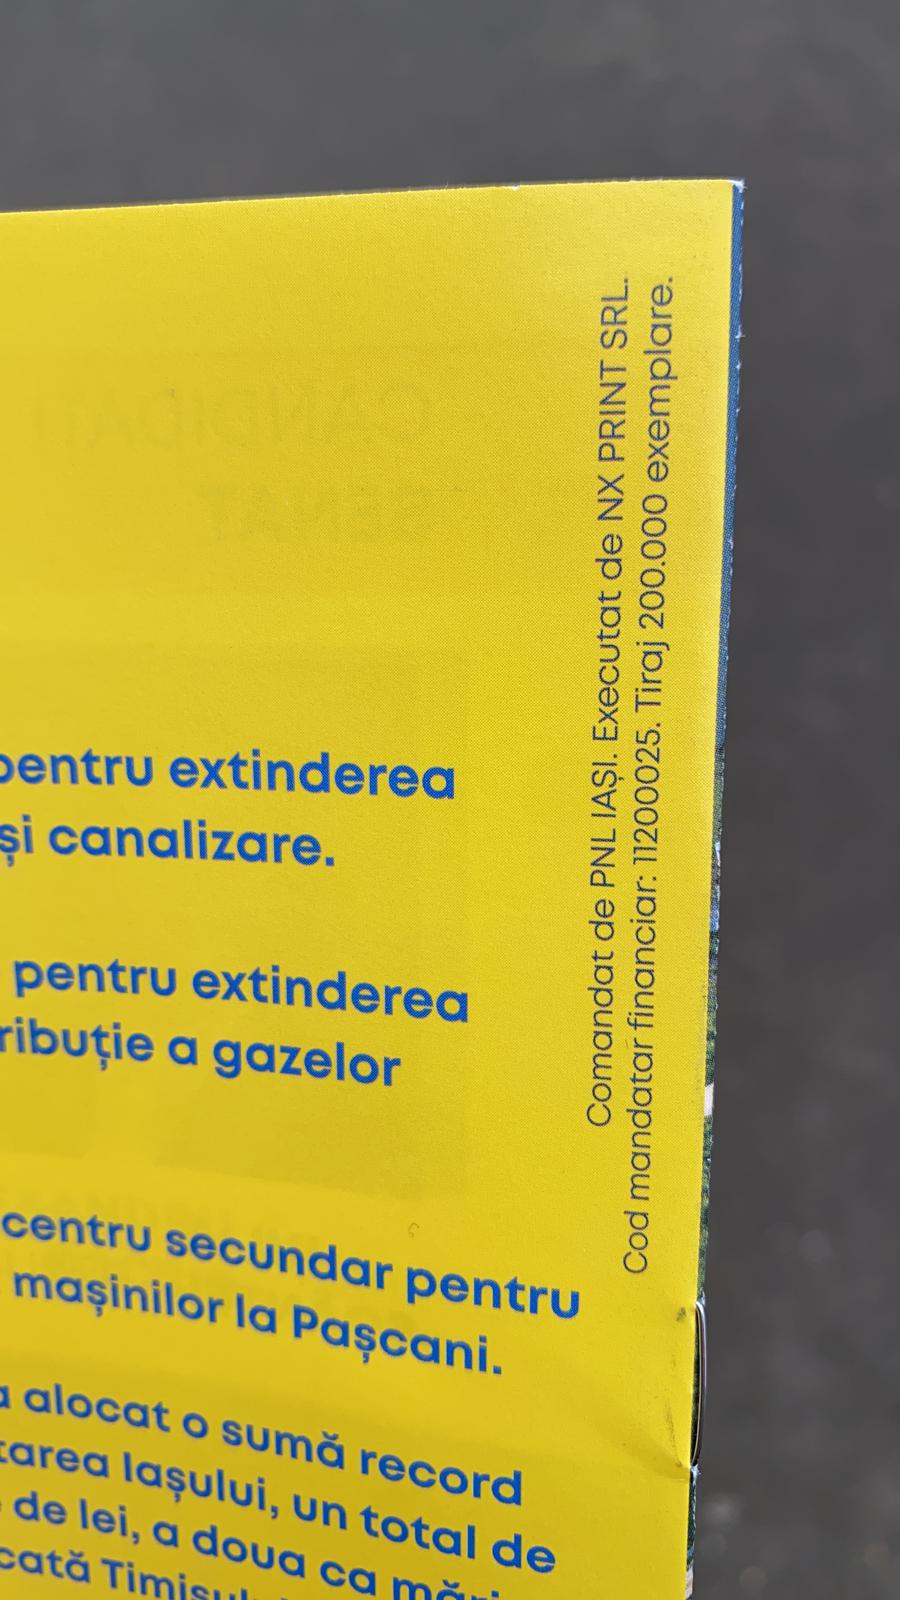 Comandat de PNL IAȘI. Executat de NX PRINT SRL.
Cod mandatar financiar: 11200025. Tiraj 200.000 exemplare.
pentru extinderea
și canalizare.
pentru extinderea
ribuție a gazelor
centru secundar pentru
mașinilor la Pașcani.
a alocat o sumă record
tarea Iașului, un total de
de lei, a doua ca
cată